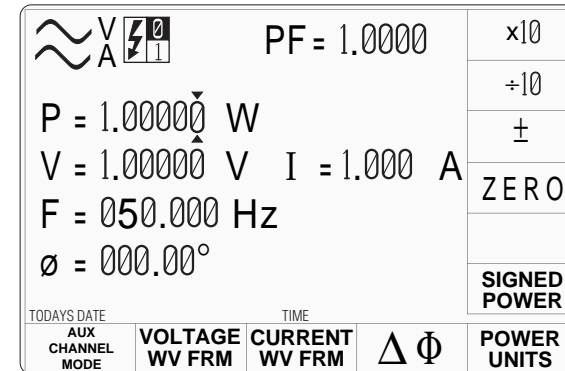 V
A
0
1
PF = 1.0000
x10
÷10
P = 1.00000 W
±
V = 1.00000 V I = 1.000 A
ZERO
F = 050.000 Hz
ø = 000.00°
SIGNED
POWER
TODAYS DATE TIME
AUX
CHANNEL
MODE
VOLTAGE
WV FRM
CURRENT
WV FRM
Δ Φ
POWER
UNITS